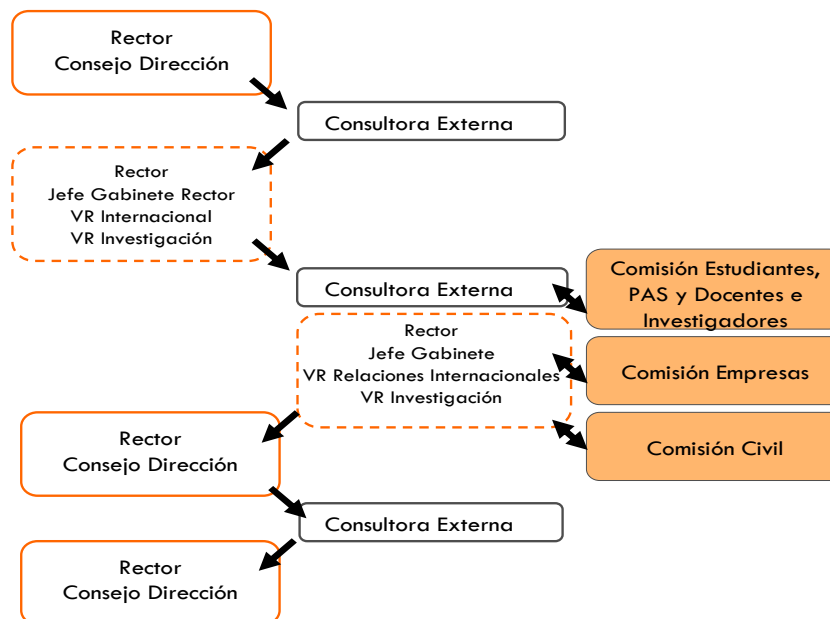 Rector
Consejo Dirección
Consultora Externa
Rector
Jefe Gabinete Rector
VR Internacional
VR Investigación
Consultora Externa
Comisión Estudiantes,
PAS y Docentes e
Investigadores
Rector
Jefe Gabinete
VR Relaciones Internacionales
VR Investigación
Comisión Empresas
Comisión Civil
Rector
Consejo Dirección
Consultora Externa
Rector
Consejo Dirección